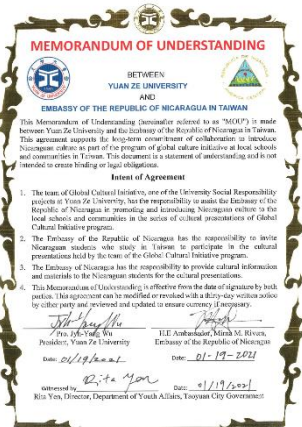 MEMORANDUM OF UNDERSTANDING
BETWEEN
YUAN ZE UNIVERSITY
AND
EMBASSY OF THE REPUBLIC OF NICARAGUA IN TAIWAN
This Memorandum of Understanding (hereinafter referred to as "MOU") is made
between Yuan Ze University and the Embassy of the Republic of Nicaragua in Taiwan.
This agreement supports the long-term commitment of collaboration to introduce
Nicaraguan culture as part of the program of global culture initiative at local schools
and communities in Taiwan. This document is a statement of understanding and is not
intended to create binding or legal obligations.
Intent of Agreement
1. The team of Global Cultural Initiative, one of the University Social Responsibility
projects at Yuan Ze University, has the responsibility to assist the Embassy of the
Republic of Nicaragua in promoting and introducing Nicaraguan culture to the
local schools and communities in the series of cultural presentations of Global
Cultural Initiative program.
2. The Embassy of the Republic of Nicaragua has the responsibility to invite
Nicaraguan students who study in Taiwan to participate in the cultural
presentations held by the team of the Global Cultural Initiative program.
3. The Embassy of Nicaragua has the responsibility to provide cultural information
and materials to the Nicaraguan students for the cultural presentations.
4. This Memorandum of Understanding is effective from the date of signature by both
parties. This agreement can be modified or revoked with a thirty-day written notice
by either party and reviewed and updated to ensure currency if necessary.
Pro. Jyh-Yang Wu
President, Yuan Ze University
H.E Ambassador, Mirna M. Rivera,
Embassy of the Republic of Nicaragua
Date: 01/19/2021
Date: 01-19-2021
Witnessed by Rita Yen Date: 01/19/2021
Rita Yen, Director, Department of Youth Affairs, Taoyuan City Government